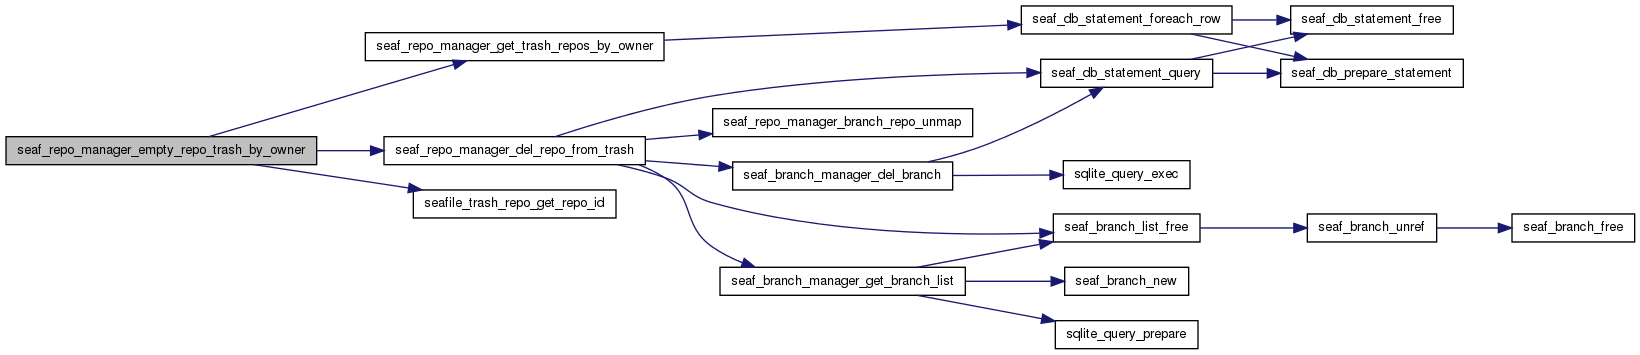 seaf_repo_manager_empty_repo_trash_by_owner
seaf_repo_manager_get_trash_repos_by_owner
seaf_repo_manager_del_repo_from_trash
seafile_trash_repo_get_repo_id
seaf_db_statement_foreach_row
seaf_db_statement_query
seaf_repo_manager_branch_repo_unmap
seaf_branch_manager_del_branch
sqlite_query_exec
seaf_branch_list_free
seaf_branch_manager_get_branch_list
seaf_branch_new
sqlite_query_prepare
seaf_db_statement_free
seaf_db_prepare_statement
seaf_branch_unref
seaf_branch_free